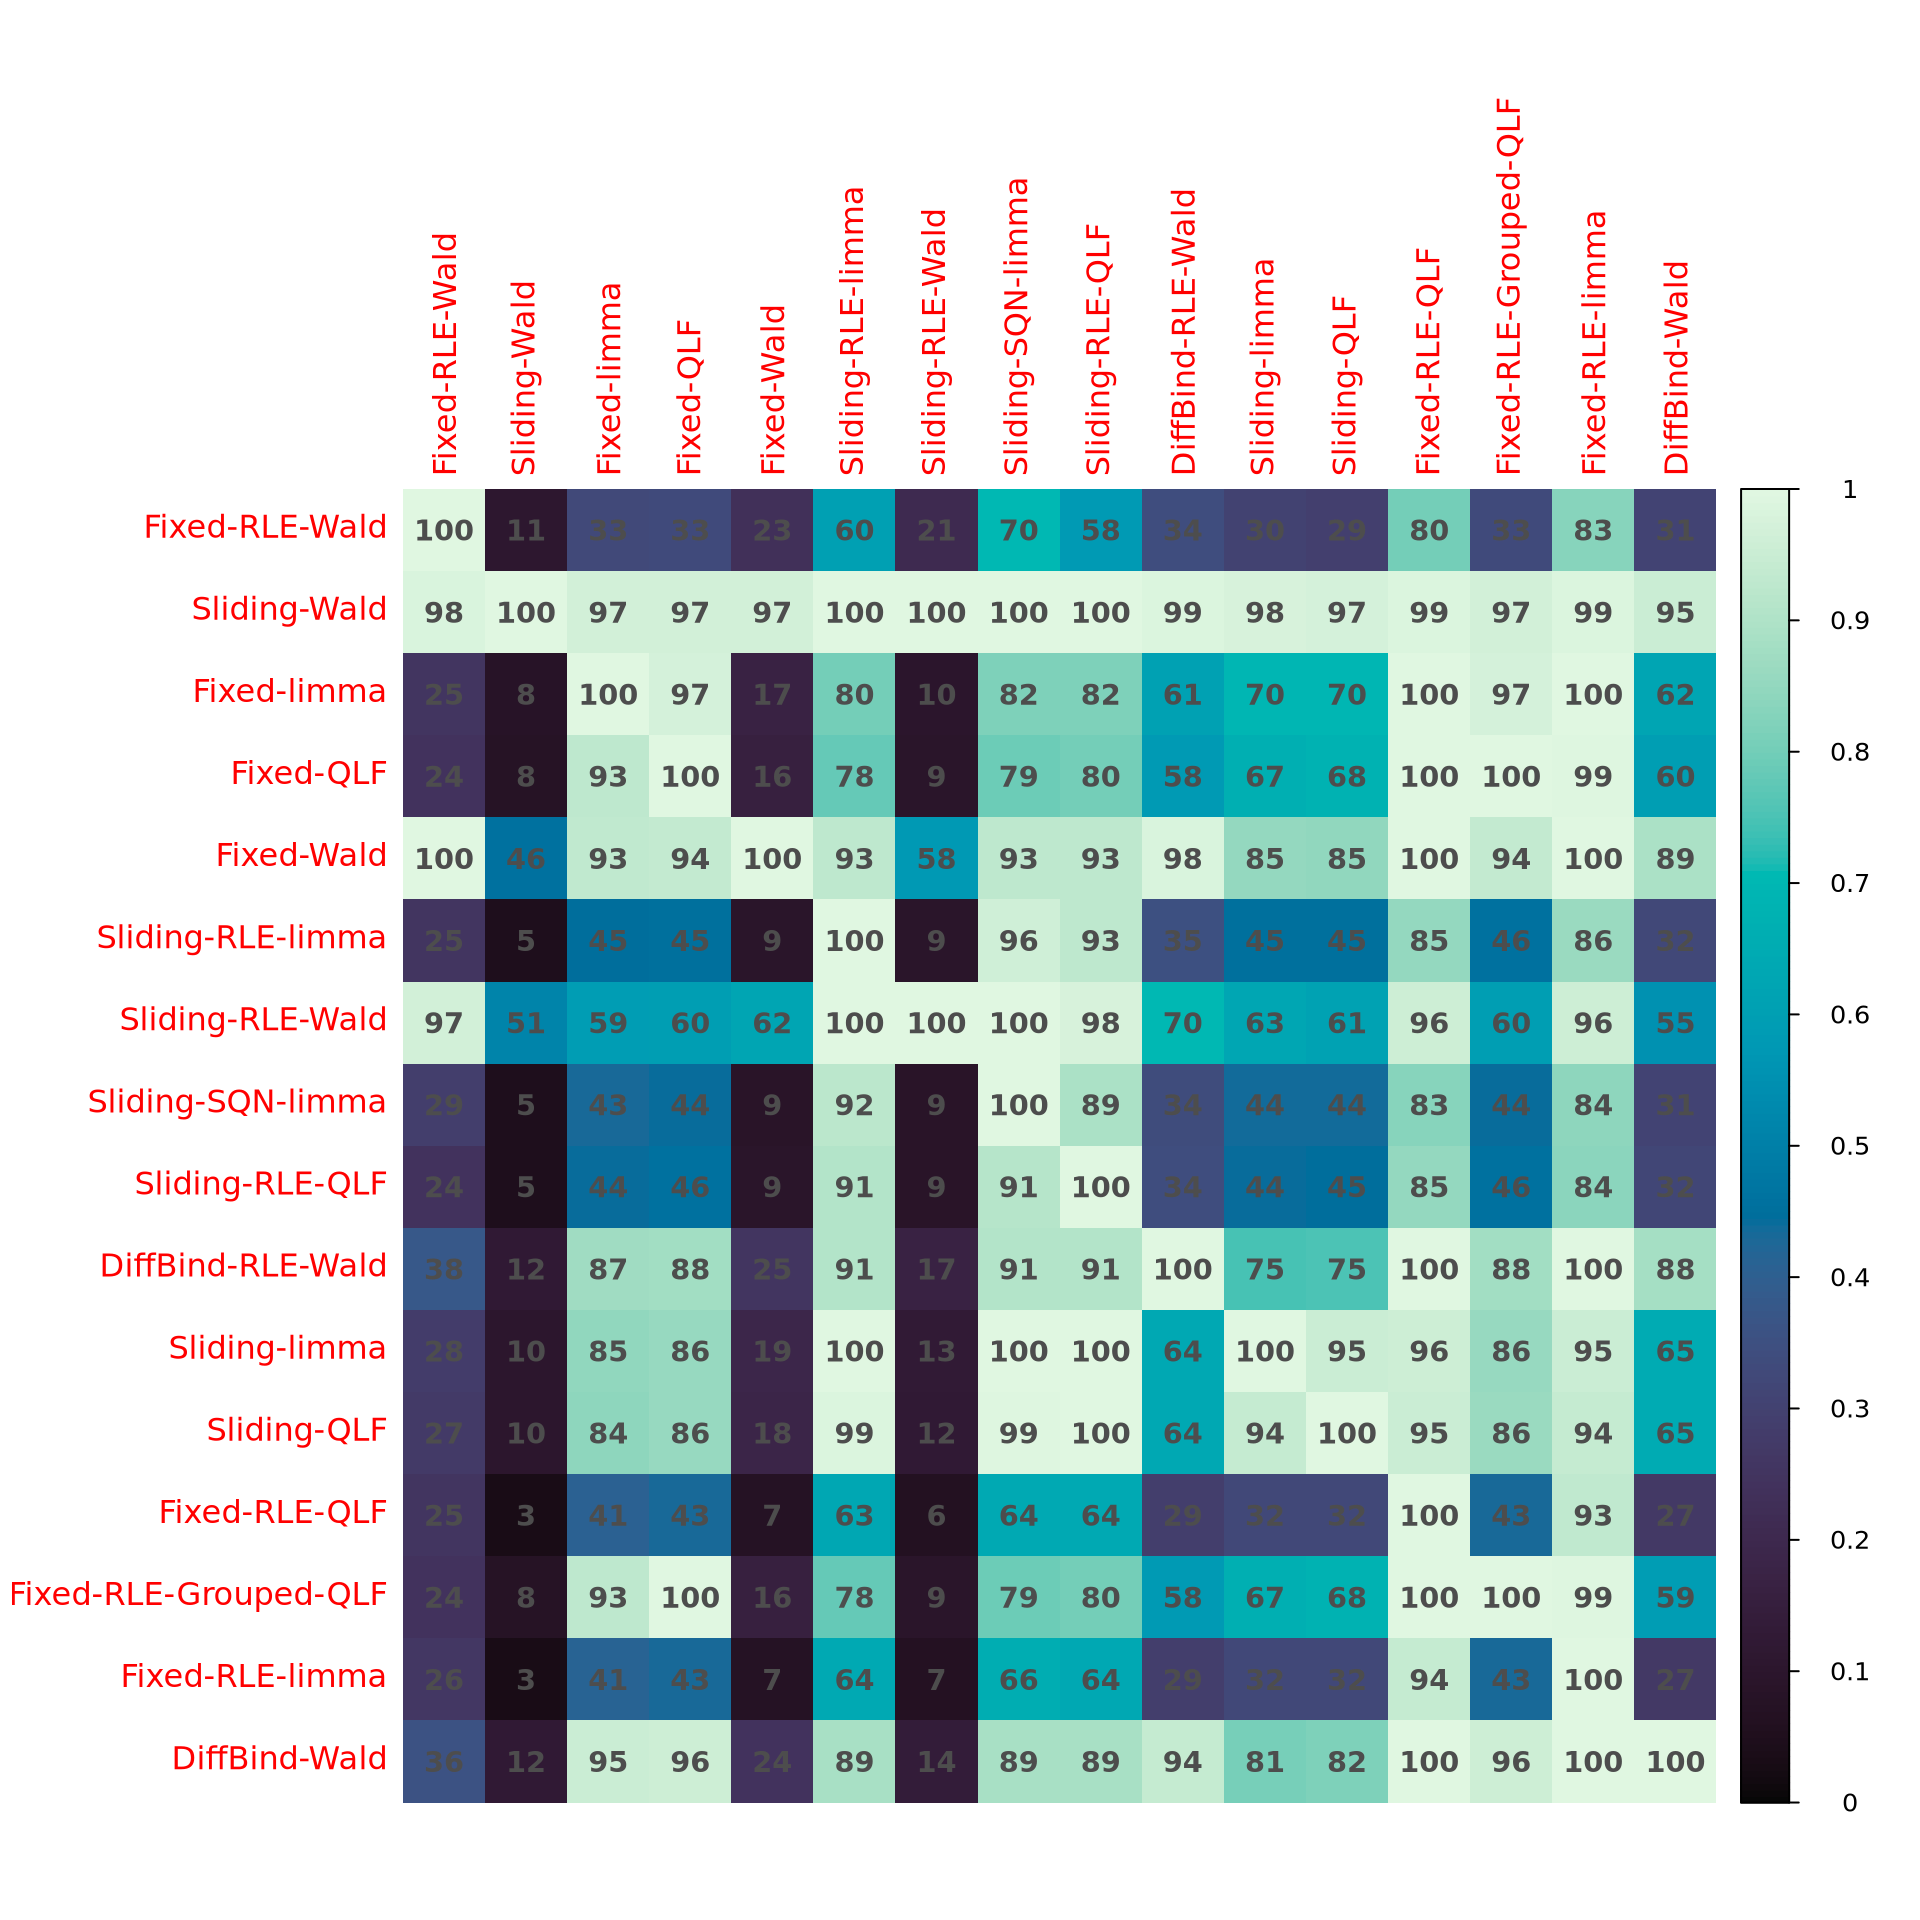 Fixed-RLE-Wald
Sliding-Wald
Fixed-limma
Fixed-QLF
Fixed-Wald
Sliding-RLE-limma
Sliding-RLE-Wald
Sliding-SQN-limma
Sliding-RLE-QLF
DiffBind-RLE-Wald
Sliding-limma
Sliding-QLF
Fixed-RLE-QLF
Fixed-RLE-Grouped-QLF
Fixed-RLE-limma
DiffBind-Wald
Fixed-RLE-Wald 100 11 33 33 23 60 21 70 58 34 30 29 80 33 83 31
Sliding-Wald 98 100 97 97 97 100 100 100 100 99 98 97 99 97 99 95
Fixed-limma 25 8 100 97 17 80 10 82 82 61 70 70 100 97 100 62
Fixed-QLF 24 8 93 100 16 78 9 79 80 58 67 68 100 100 99 60
Fixed-Wald 100 46 93 94 100 93 58 93 93 98 85 85 100 94 100 89
Sliding-RLE-limma 25 5 45 45 9 100 9 96 93 35 45 45 85 46 86 32
Sliding-RLE-Wald 97 51 59 60 62 100 100 100 98 70 63 61 96 60 96 55
Sliding-SQN-limma 29 5 43 44 9 92 9 100 89 34 44 44 83 44 84 31
Sliding-RLE-QLF 24 5 44 46 9 91 9 91 100 34 44 45 85 46 84 32
DiffBind-RLE-Wald 38 12 87 88 25 91 17 91 91 100 75 75 100 88 100 88
Sliding-limma 28 10 85 86 19 100 13 100 100 64 100 95 96 86 95 65
Sliding-QLF 27 10 84 86 18 99 12 99 100 64 94 100 95 86 94 65
Fixed-RLE-QLF 25 3 41 43 7 63 6 64 64 29 32 32 100 43 93 27
Fixed-RLE-Grouped-QLF 24 8 93 100 16 78 9 79 80 58 67 68 100 100 99 59
Fixed-RLE-limma 26 3 41 43 7 64 7 66 64 29 32 32 94 43 100 27
DiffBind-Wald 36 12 95 96 24 89 14 89 89 94 81 82 100 96 100 100
1
0.9
0.8
0.7
0.6
0.5
0.4
0.3
0.2
0.1
0